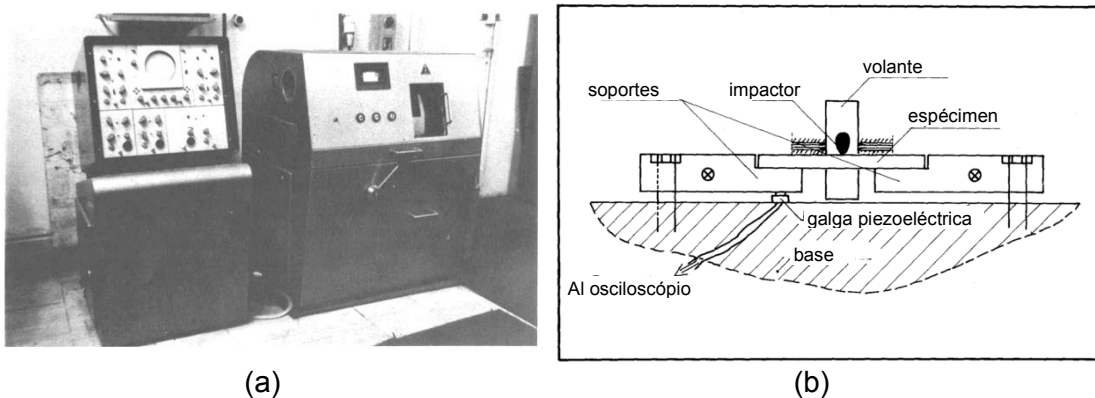 volante
soportes impactor
espécimen
galga piezoeléctrica
base
Al osciloscópio
(a) (b)